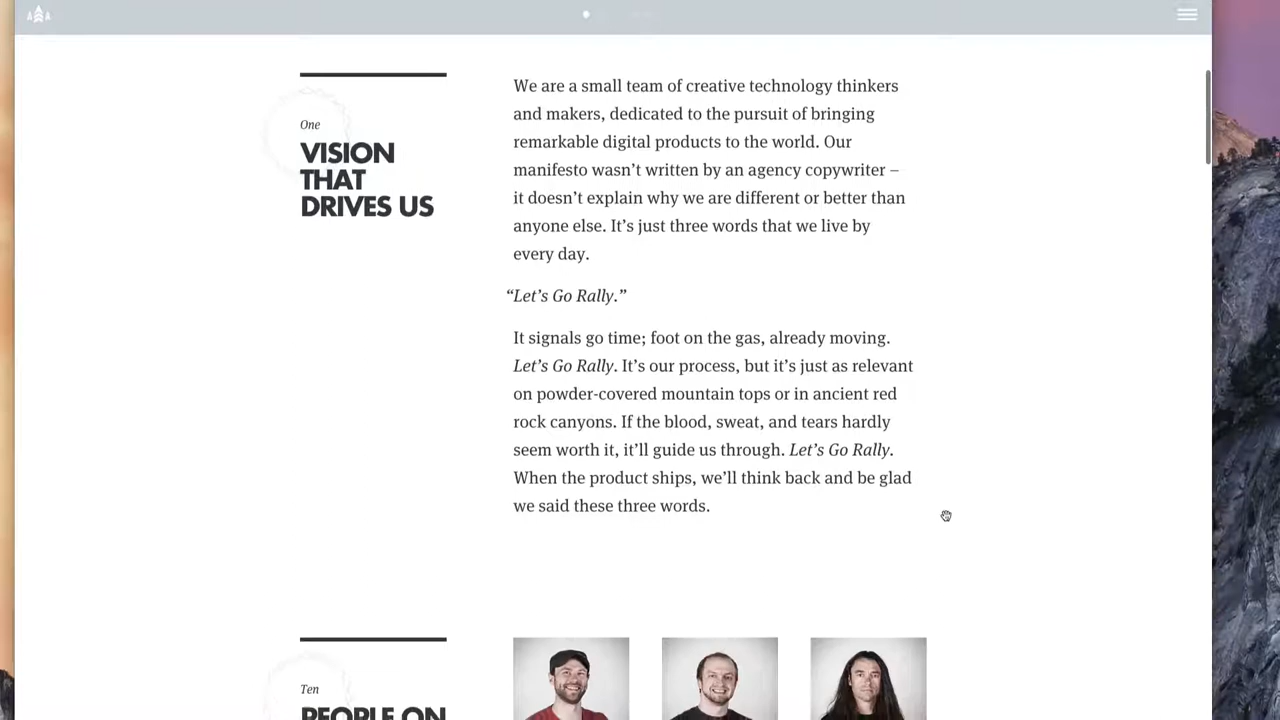 A A
One
VISION
THAT
DRIVES US
We are a small team of creative technology thinkers
and makers, dedicated to the pursuit of bringing
remarkable digital products to the world. Our
manifesto wasn’t written by an agency copywriter –
it doesn’t explain why we are different or better than
anyone else. It’s just three words that we live by
every day.
“Let’s Go Rally.”
It signals go time; foot on the gas, already moving.
Let’s Go Rally. It’s our process, but it’s just as relevant
on powder-covered mountain tops or in ancient red
rock canyons. If the blood, sweat, and tears hardly
seem worth it, it’ll guide us through. Let’s Go Rally.
When the product ships, we’ll think back and be glad
we said these three words.
Ten
PEOPLE ON